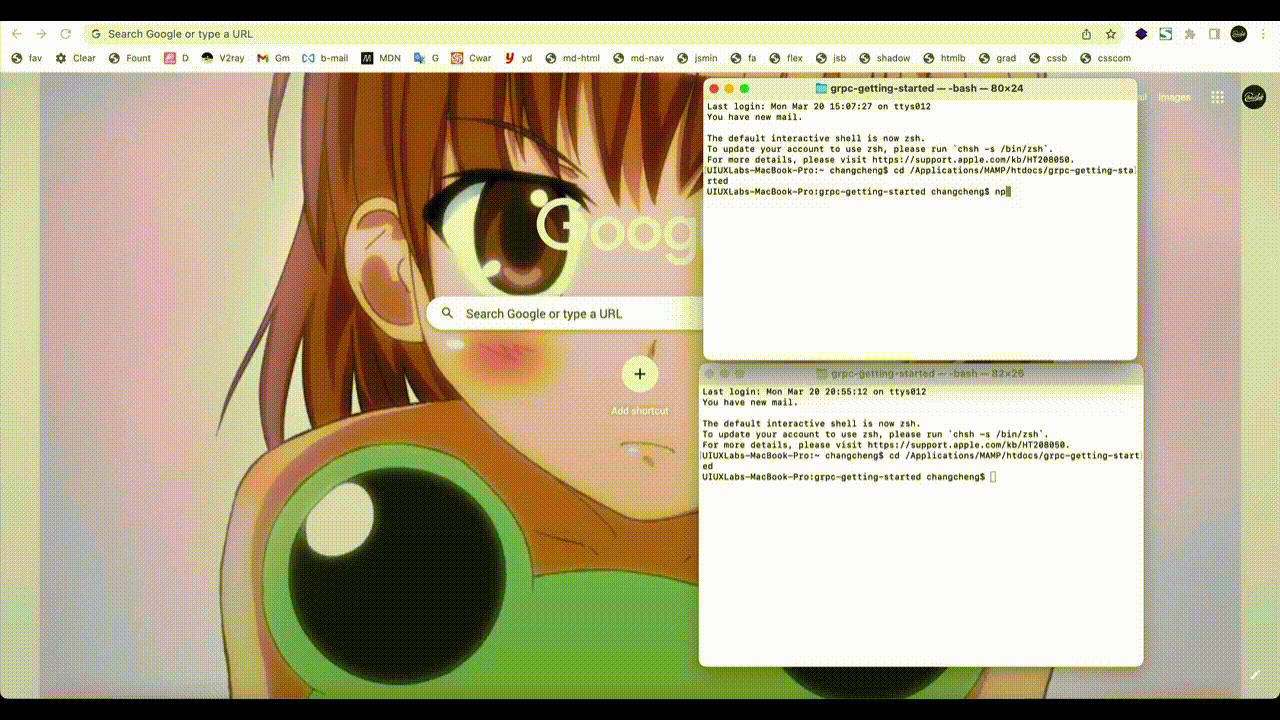 Search Google or type a URL
fav Clear Fount D V2ray Gm b-mail MDN G Cwar yd md-html md-nav jsmin fa flex jsb shadow htmlb grad cssb csscom
Images
Goog
Search Google or type a URL
Add shortcut
grpc-getting-started — -bash — 80×24
Last login: Mon Mar 20 15:07:27 on ttys012
You have new mail.
The default interactive shell is now zsh.
To update your account to use zsh, please run `chsh -s /bin/zsh`.
For more details, please visit https://support.apple.com/kb/HT208050.
UIUXLabs-MacBook-Pro:~ changcheng$ cd /Applications/MAMP/htdocs/grpc-getting-sta
rted
UIUXLabs-MacBook-Pro:grpc-getting-started changcheng$ np
grpc-getting-started — -bash — 82×26
Last login: Mon Mar 20 20:55:12 on ttys012
You have new mail.
The default interactive shell is now zsh.
To update your account to use zsh, please run `chsh -s /bin/zsh`.
For more details, please visit https://support.apple.com/kb/HT208050.
UIUXLabs-MacBook-Pro:~ changcheng$ cd /Applications/MAMP/htdocs/grpc-getting-start
ed
UIUXLabs-MacBook-Pro:grpc-getting-started changcheng$